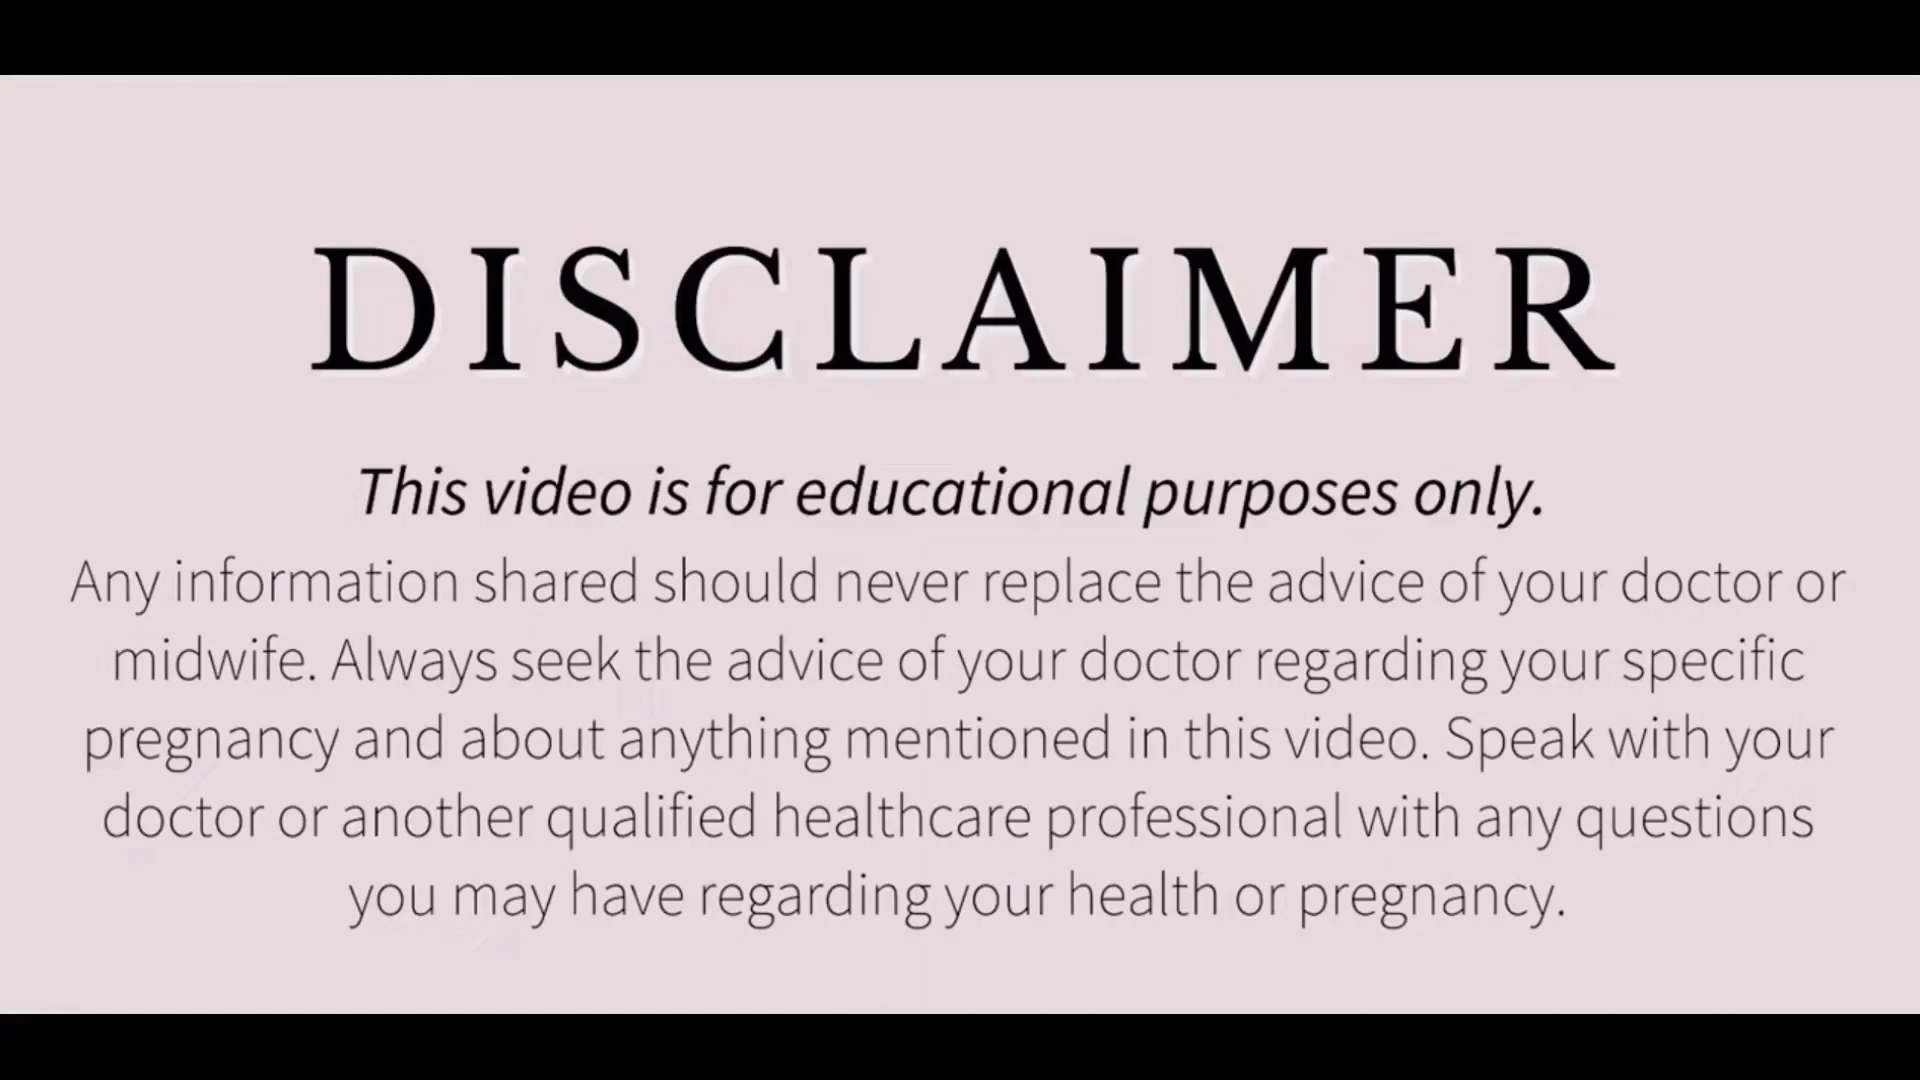 DISCLAIMER
This video is for educational purposes only.
Any information shared should never replace the advice of your doctor or
midwife. Always seek the advice of your doctor regarding your specific
pregnancy and about anything mentioned in this video. Speak with your
doctor or another qualified healthcare professional with any questions
you may have regarding your health or pregnancy.